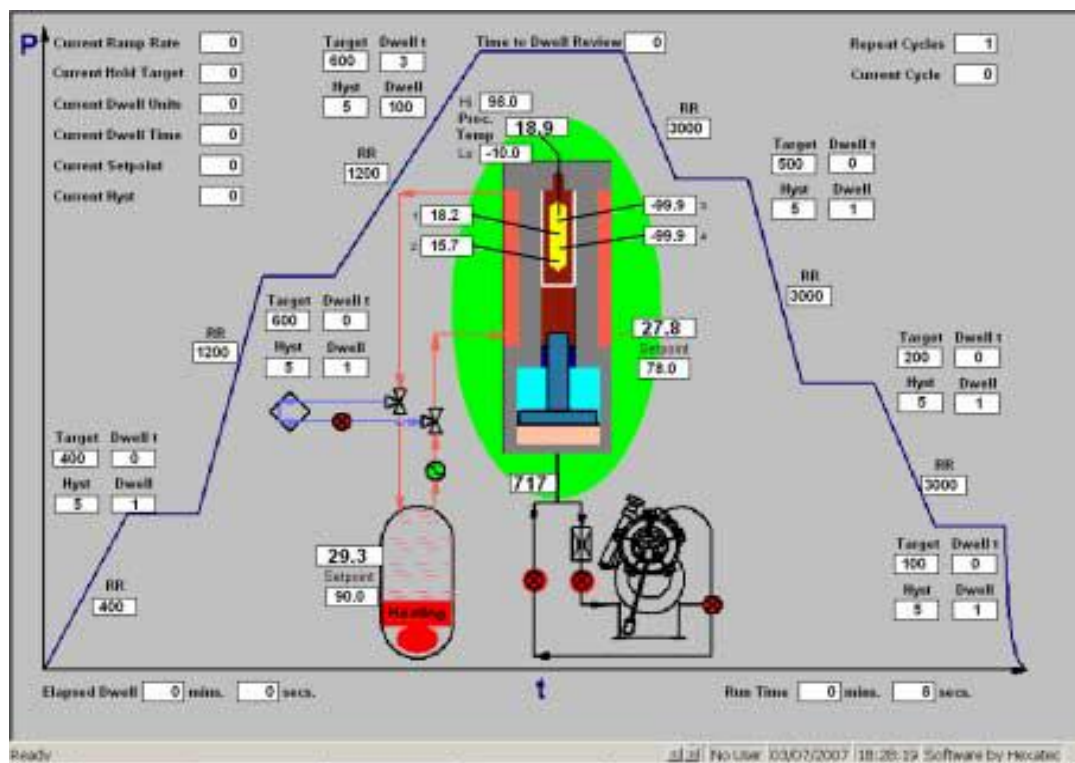 P
Current Ramp Rate 0
Current Hold Target 0
Current Dwell Units 0
Current Dwell Time 0
Current Setpoint 0
Current Hyst 0
Target Dwell t
600 3
Hyst Dwell
5 100
Time to Dwell Review 0
Repeat Cycles 1
Current Cycle 0
Hi 98.0
Proc. Temp 18.9
Lo -10.0
RR
1200
RR
3000
Target Dwell t
500 0
Hyst Dwell
5 1
1 18.2
2 15.7
-99.9 3
-99.9 4
RR
3000
Target Dwell t
600 0
Hyst Dwell
5 1
RR
1200
27.8
Setpoint
78.0
Target Dwell t
200 0
Hyst Dwell
5 1
Target Dwell t
400 0
Hyst Dwell
5 1
717
RR
3000
29.3
Setpoint
90.0
Heating
Target Dwell t
100 0
Hyst Dwell
5 1
RR
400
Elapsed Dwell 0 mins. 0 secs.
t
Run Time 0 mins. 8 secs.
Ready
No User 03/07/2007 18:28:19 Software by Hexatec